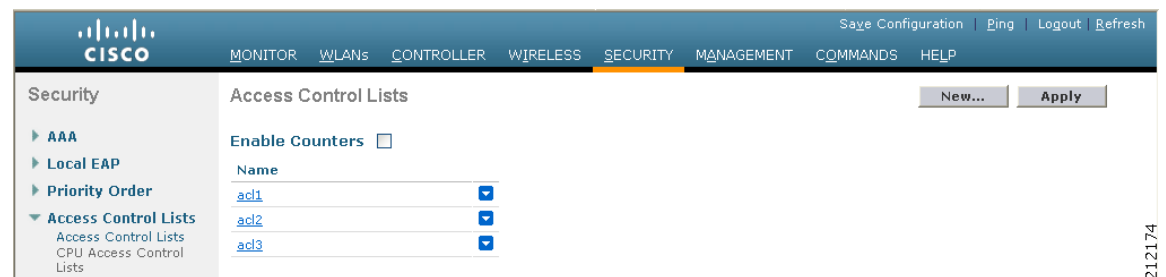 Save Configuration | Ping | Logout | Refresh
CISCO
MONITOR WLANs CONTROLLER WIRELESS SECURITY MANAGEMENT COMMANDS HELP
Security
Access Control Lists
New...
Apply
AAA
Local EAP
Priority Order
Access Control Lists
Access Control Lists
CPU Access Control
Lists
Enable Counters
Name
acl1
acl2
acl3
212174